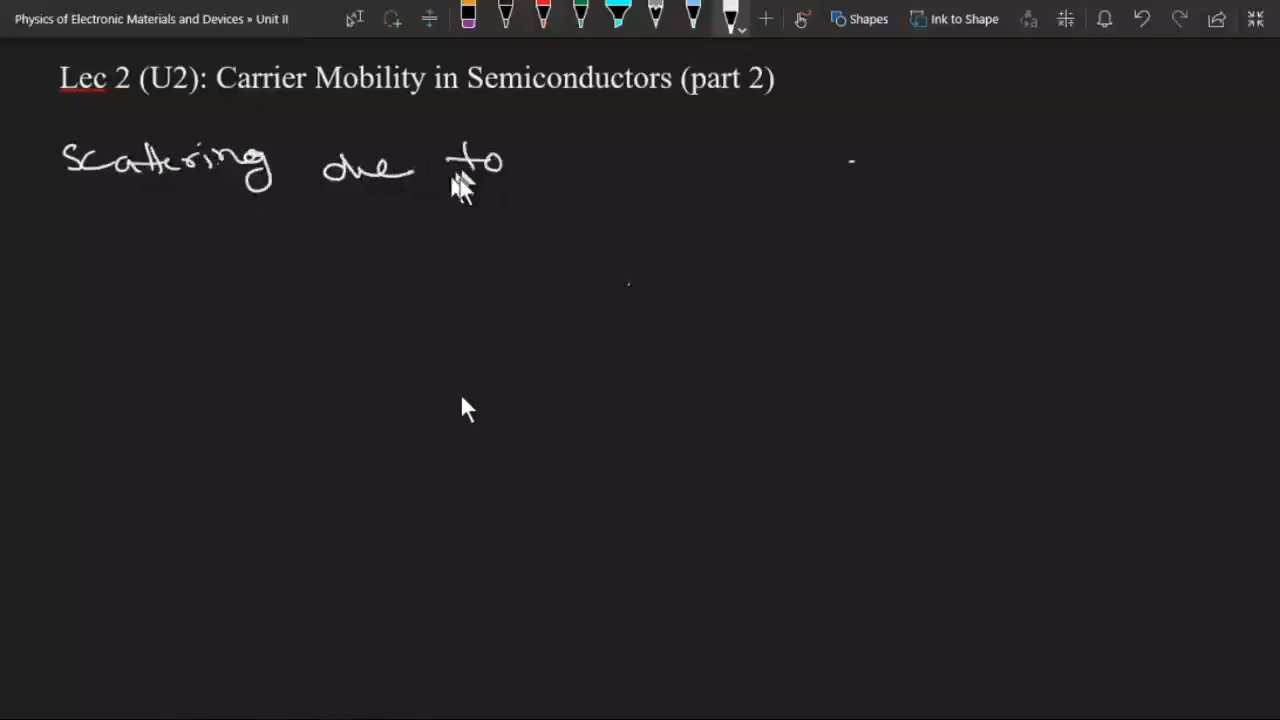 Physics of Electronic Materials and Devices » Unit II
Shapes
Ink to Shape
Lec 2 (U2): Carrier Mobility in Semiconductors (part 2)
Scattering due to